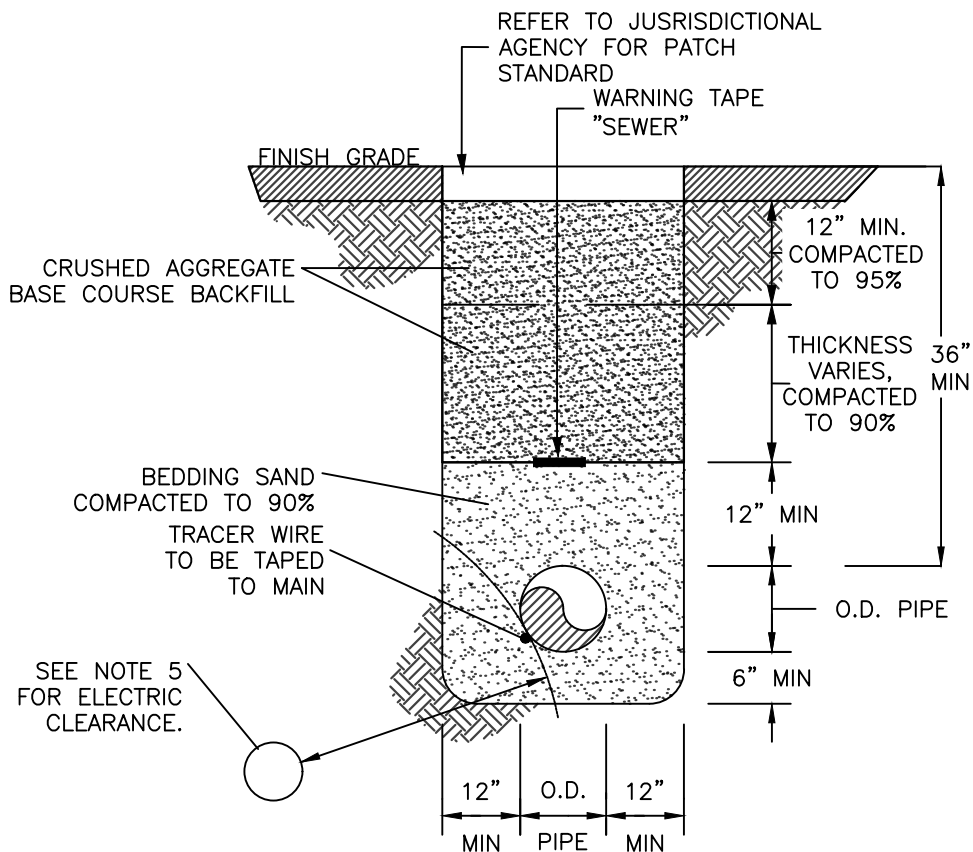 REFER TO JUSRISDICTIONAL
AGENCY FOR PATCH
STANDARD
WARNING TAPE
"SEWER"
FINISH GRADE
12" MIN.
COMPACTED
TO 95%
CRUSHED AGGREGATE
BASE COURSE BACKFILL
THICKNESS
VARIES,
COMPACTED
TO 90%
36"
MIN
BEDDING SAND
COMPACTED TO 90%
12" MIN
TRACER WIRE
TO BE TAPED
TO MAIN
O.D. PIPE
6" MIN
SEE NOTE 5
FOR ELECTRIC
CLEARANCE.
12"
MIN
O.D.
PIPE
12"
MIN